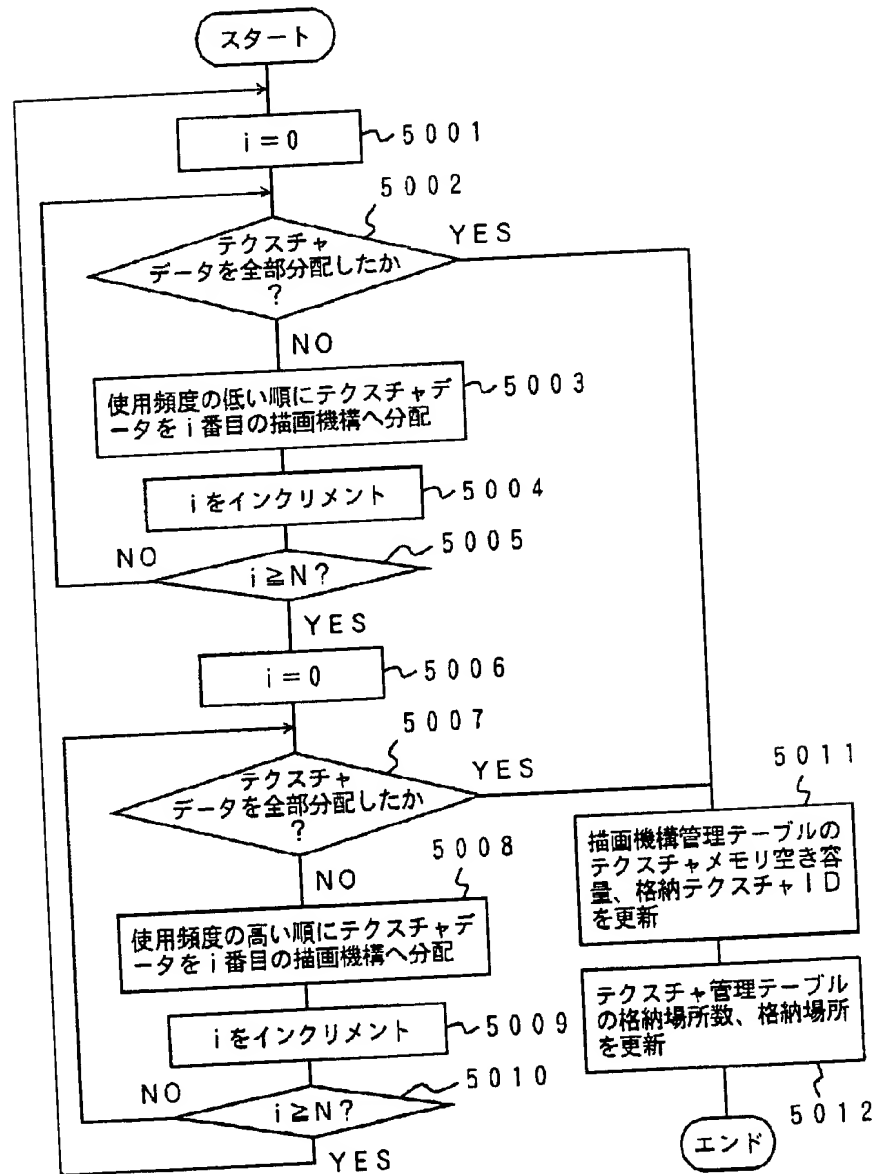 スタート
i=0
5001
5002
テクスチャ
データを全部分配したか
?
YES
NO
使用頻度の低い順にテクスチャデ
ータをi番目の描画機構へ分配
5003
iをインクリメント
5004
5005
NO
i≧N?
YES
i=0
5006
5007
テクスチャ
データを全部分配したか
?
YES
5008
NO
使用頻度の高い順にテクスチャデ
ータをi番目の描画機構へ分配
iをインクリメント
5009
5010
NO
i≧N?
YES
5011
描画機構管理テーブルの
テクスチャメモリ空き容
量、格納テクスチャID
を更新
テクスチャ管理テーブル
の格納場所数、格納場所
を更新
5012
エンド